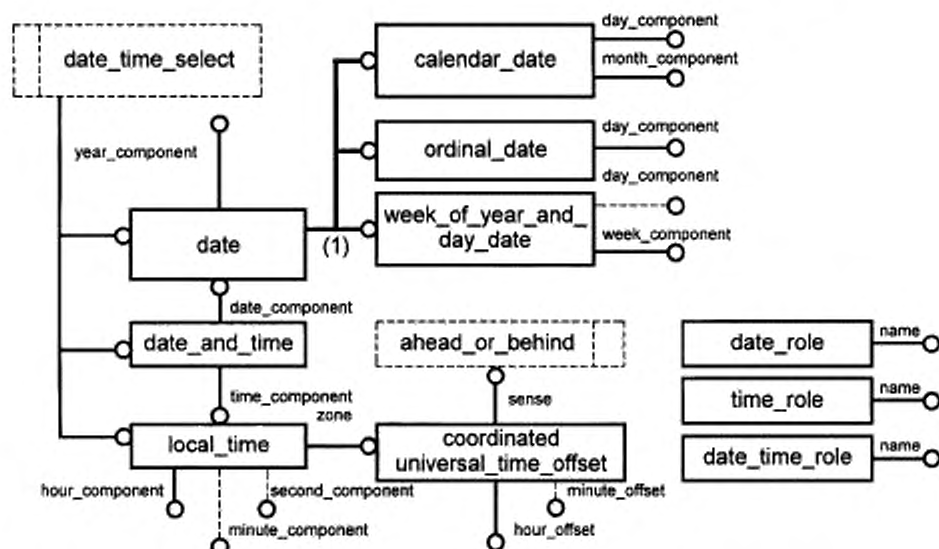 day_component
date_time_select
calendar_date
month_component
year_component
day_component
ordinal_date
day_component
week_of_year_and_
day_date
week_component
date
(1)
date_component
date_and_time
ahead_or_behind
date_role
name
time_component
zone
sense
time_role
name
local_time
coordinated
universal_time_offset
date_time_role
name
hour_component
second_component
minute_offset
minute_component
hour_offset